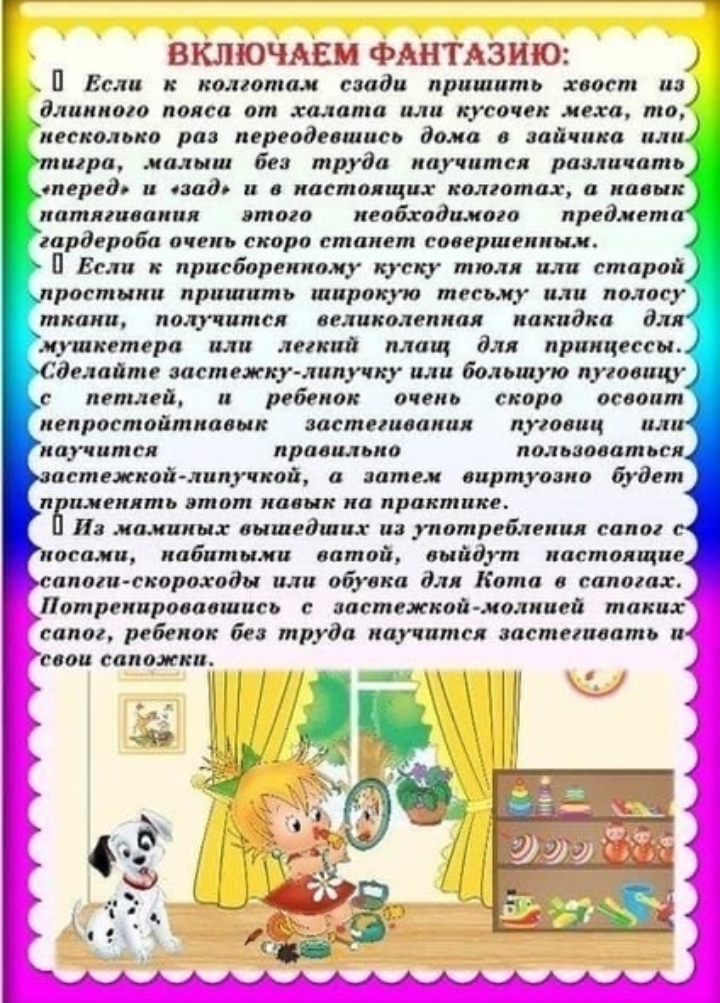 ВКЛЮЧАЕМ ФАНТАЗИЮ:
▯ Если к колготам сзади пришить хвост из
длинного пояса от халата или кусочек меха, то,
несколько раз переодевшись дома в зайчика или
тигра, малыш без труда научится различать
«перед» и «зад» и в настоящих колготах, а навык
натягивания этого необходимого предмета
гардероба очень скоро станет совершенным.
▯ Если к присборенному куску тюля или старой
простыни пришить широкую тесьму или полосу
ткани, получится великолепная накидка для
мушкетера или легкий плащ для принцессы.
Сделайте застежку-липучку или большую пуговицу
с петлей, и ребенок очень скоро освоит
непростойтнавык застегивания пуговиц или
научится правильно пользоваться
застежкой-липучкой, а затем виртуозно будет
применять этот навык на практике.
▯ Из маминых вышедших из употребления сапог с
носами, набитыми ватой, выйдут настоящие
сапоги-скороходы или обувка для Кота в сапогах.
Потренировавшись с застежкой-молнией таких
сапог, ребенок без труда научится застегивать и
свои сапожки.